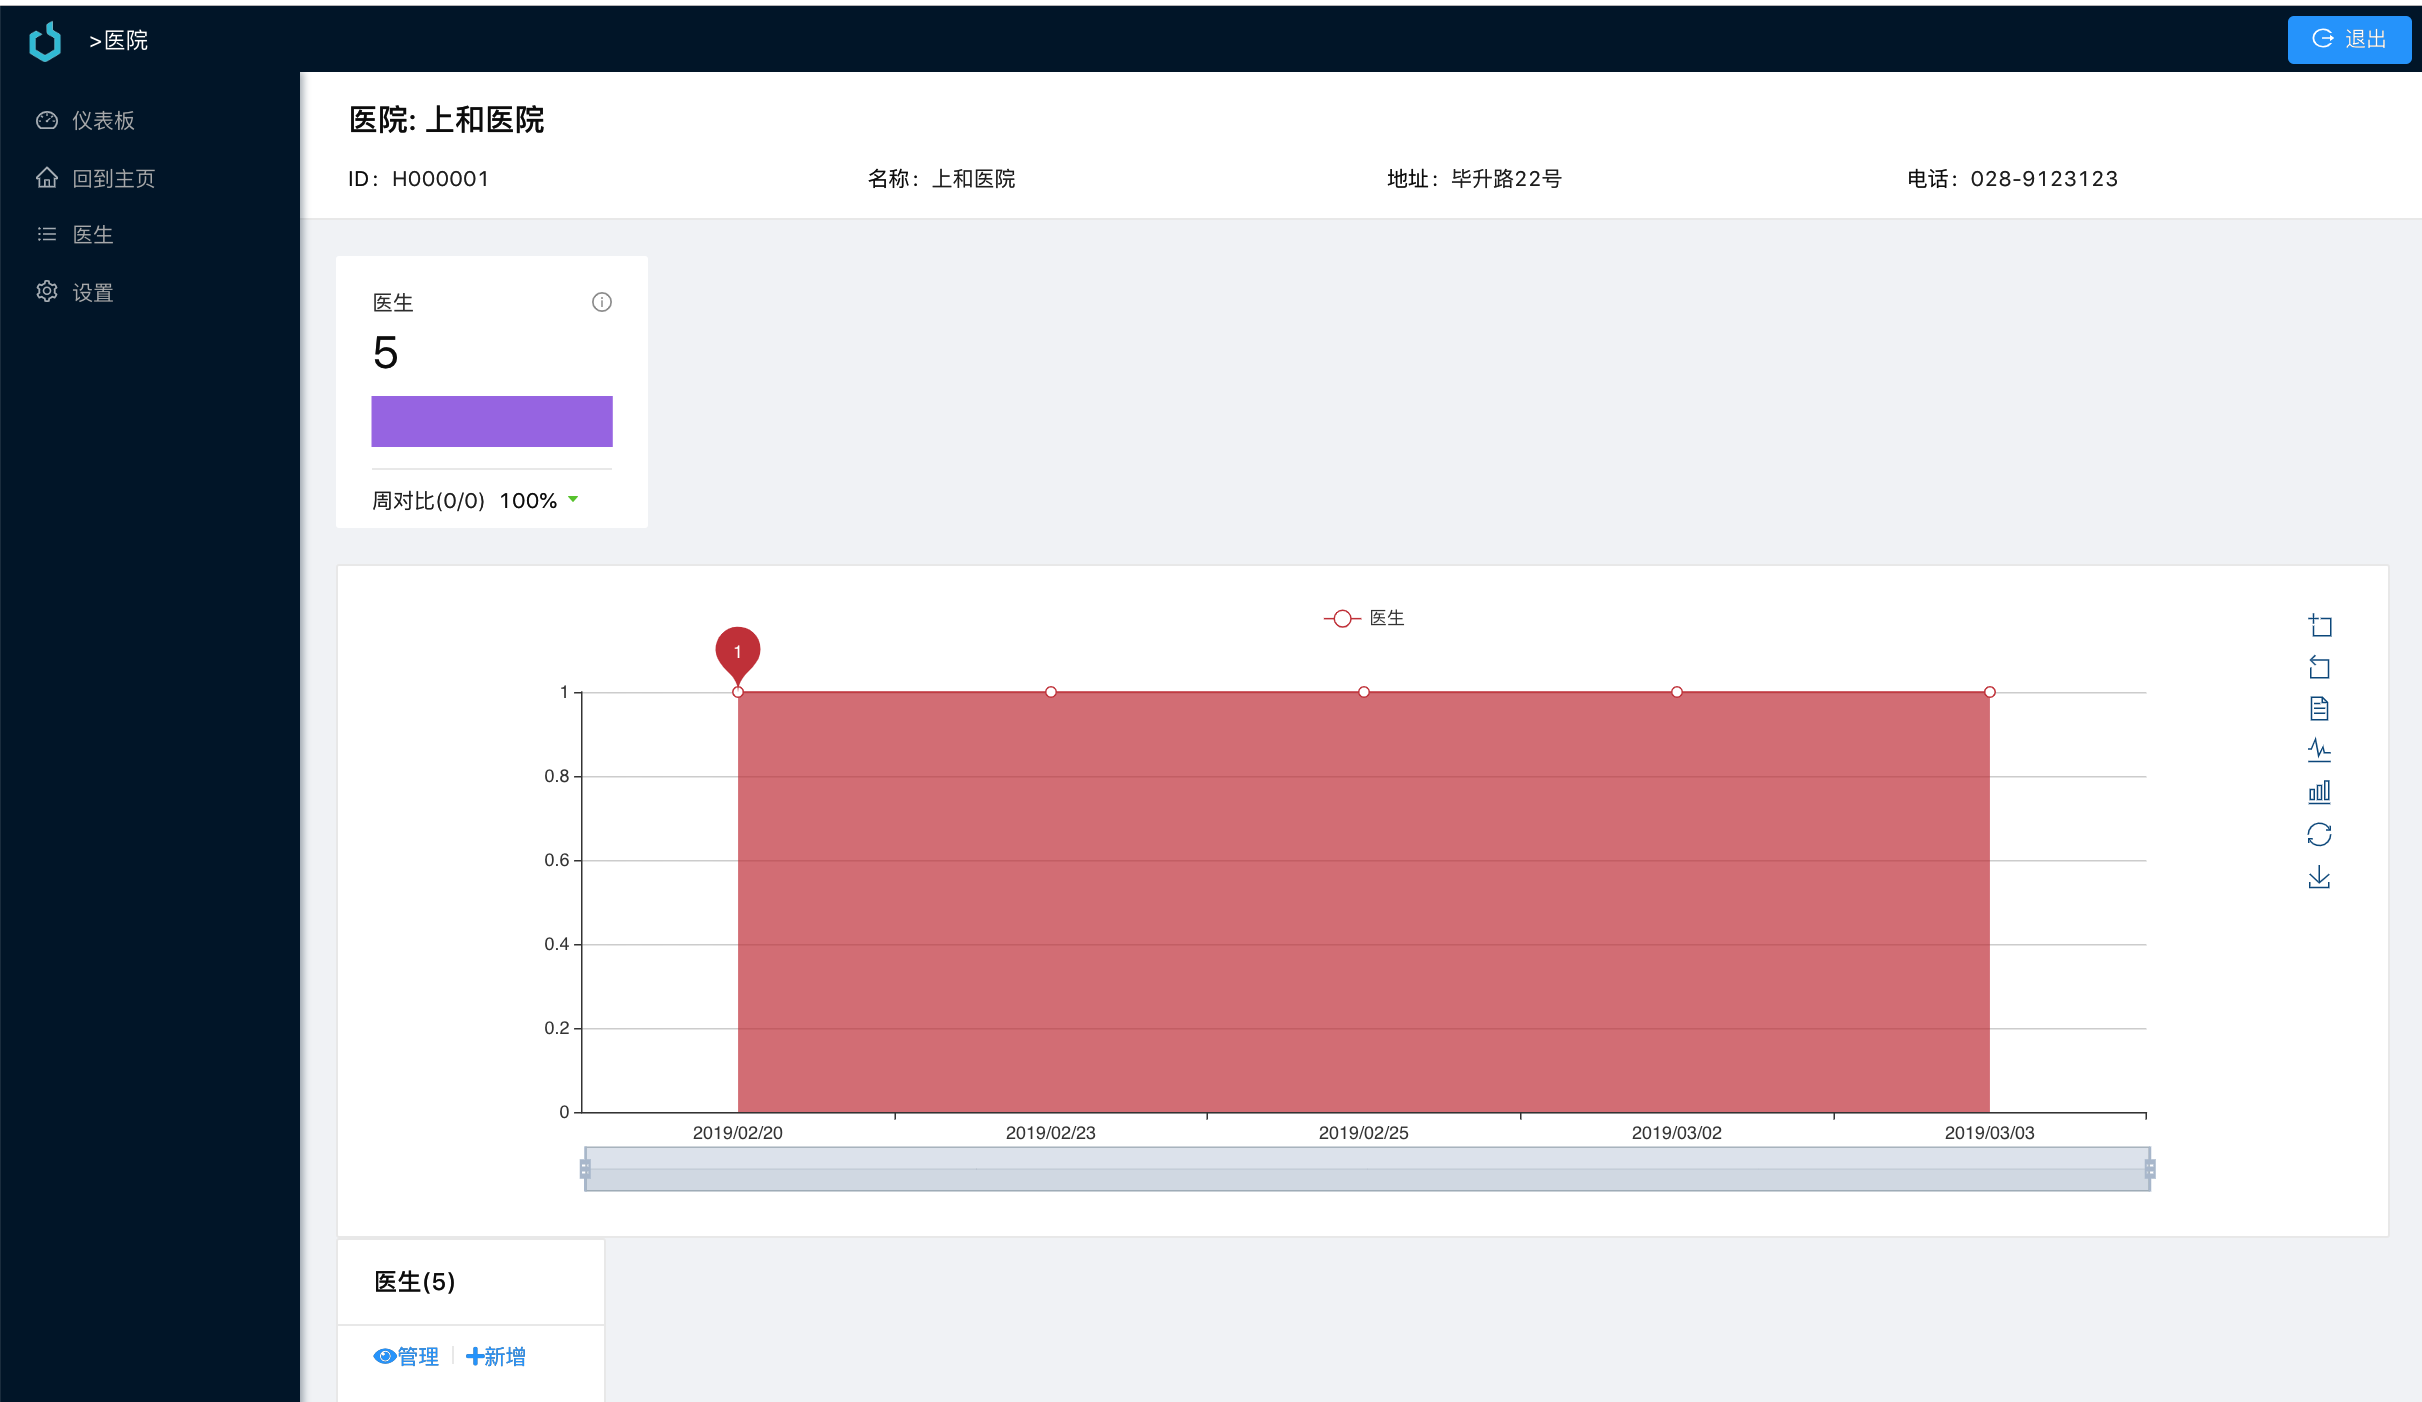 >医院
退出
仪表板
回到主页
医生
设置
医院: 上和医院
ID: H000001
名称: 上和医院
地址: 毕升路22号
电话: 028-9123123
医生
5
周对比(0/0) 100%
医生
1
1
0.8
0.6
0.4
0.2
0
2019/02/20
2019/02/23
2019/02/25
2019/03/02
2019/03/03
医生(5)
管理
新增